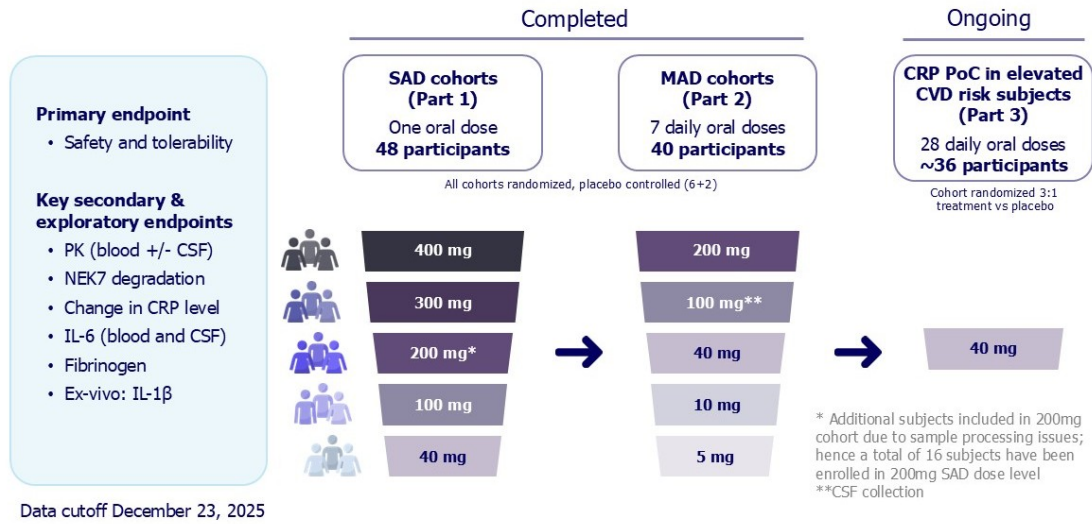 Completed
Ongoing
Primary endpoint
• Safety and tolerability
Key secondary &
exploratory endpoints
• PK (blood +/- CSF)
• NEK7 degradation
• Change in CRP level
• IL-6 (blood and CSF)
• Fibrinogen
• Ex-vivo: IL-1β
SAD cohorts
(Part 1)
One oral dose
48 participants
MAD cohorts
(Part 2)
7 daily oral doses
40 participants
CRP PoC in elevated
CVD risk subjects
(Part 3)
28 daily oral doses
~36 participants
All cohorts randomized, placebo controlled (6+2)
Cohort randomized 3:1
treatment vs placebo
400 mg
300 mg
200 mg*
100 mg
40 mg
200 mg
100 mg**
40 mg
10 mg
5 mg
40 mg
* Additional subjects included in 200mg
cohort due to sample processing issues;
hence a total of 16 subjects have been
enrolled in 200mg SAD dose level
**CSF collection
Data cutoff December 23, 2025